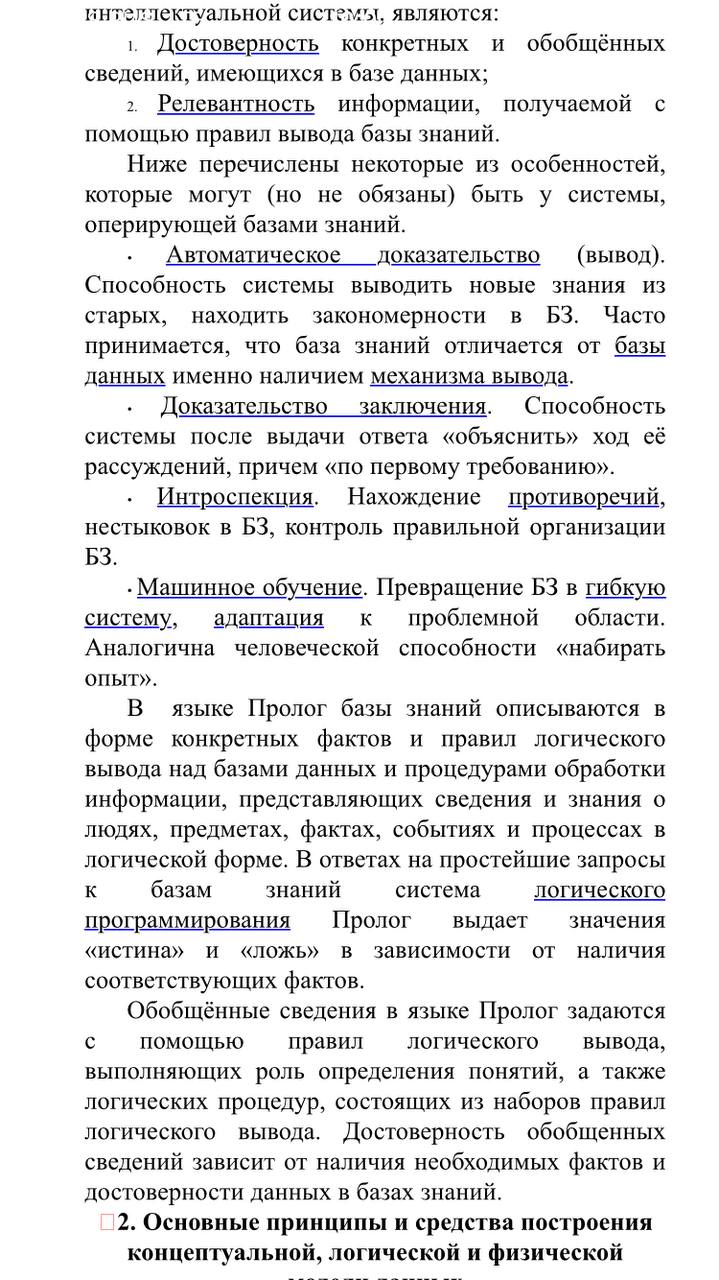 интеллектуальной системы, являются:
1. Достоверность конкретных и обобщённых
сведений, имеющихся в базе данных;
2. Релевантность информации, получаемой с
помощью правил вывода базы знаний.
Ниже перечислены некоторые из особенностей,
которые могут (но не обязаны) быть у системы,
оперирующей базами знаний.
· Автоматическое доказательство (вывод).
Способность системы выводить новые знания из
старых, находить закономерности в БЗ. Часто
принимается, что база знаний отличается от базы
данных именно наличием механизма вывода.
· Доказательство заключения. Способность
системы после выдачи ответа «объяснить» ход её
рассуждений, причем «по первому требованию».
· Интроспекция. Нахождение противоречий,
нестыковок в БЗ, контроль правильной организации
БЗ.
· Машинное обучение. Превращение БЗ в гибкую
систему, адаптация к проблемной области.
Аналогична человеческой способности «набирать
опыт».
В языке Пролог базы знаний описываются в
форме конкретных фактов и правил логического
вывода над базами данных и процедурами обработки
информации, представляющих сведения и знания о
людях, предметах, фактах, событиях и процессах в
логической форме. В ответах на простейшие запросы
к базам знаний система логического
программирования Пролог выдает значения
«истина» и «ложь» в зависимости от наличия
соответствующих фактов.
Обобщённые сведения в языке Пролог задаются
с помощью правил логического вывода,
выполняющих роль определения понятий, а также
логических процедур, состоящих из наборов правил
логического вывода. Достоверность обобщенных
сведений зависит от наличия необходимых фактов и
достоверности данных в базах знаний.
2. Основные принципы и средства построения
концептуальной, логической и физической